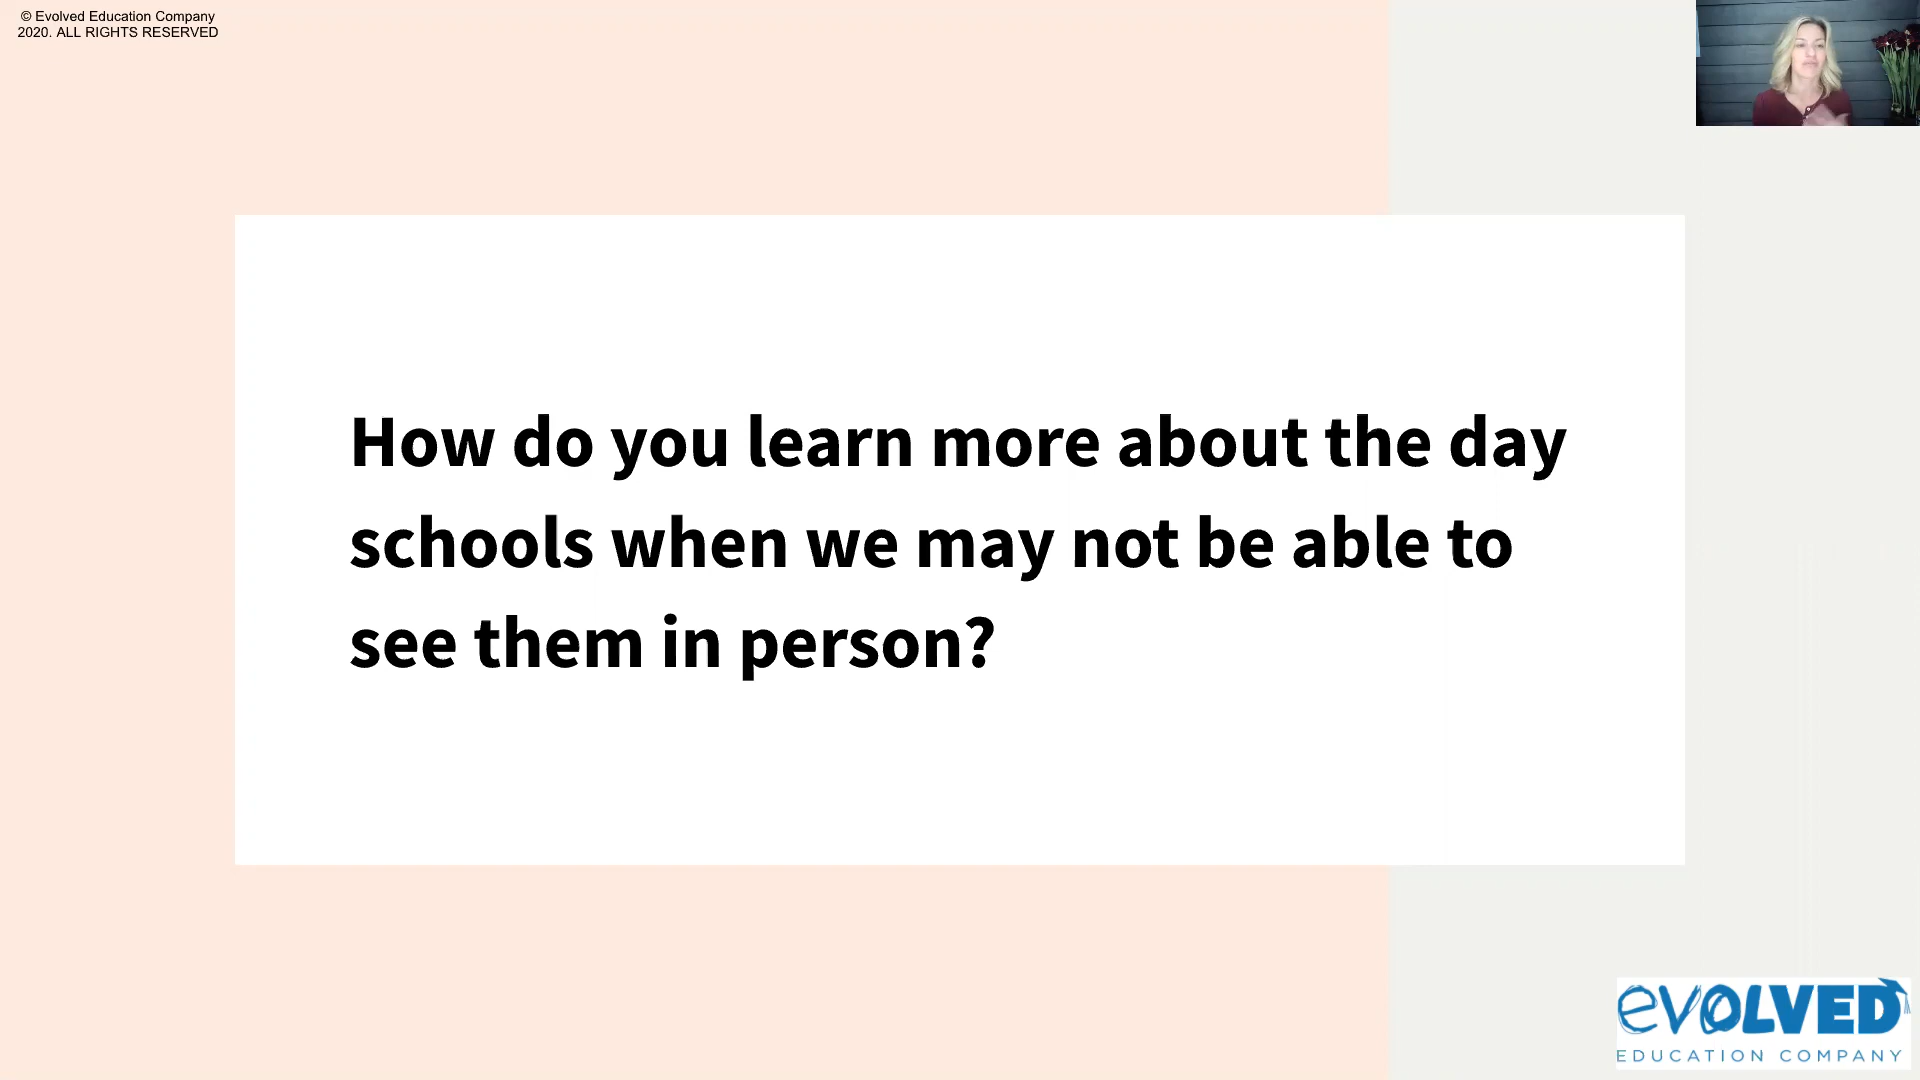 © Evolved Education Company
2020. ALL RIGHTS RESERVED
How do you learn more about the day
schools when we may not be able to
see them in person?
evOLVED
EDUCATION COMPANY